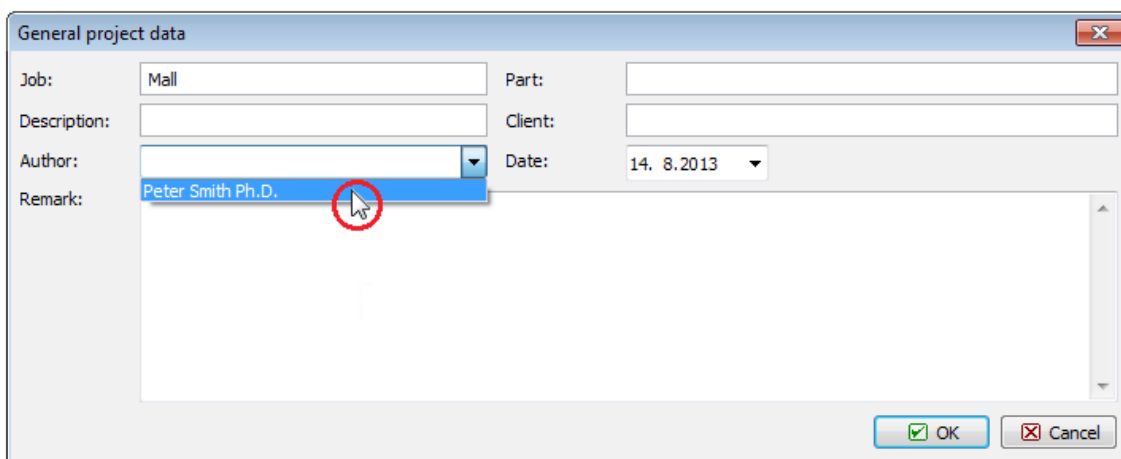 General project data
Job: Mall Part:
Description: Client:
Author: Date: 14. 8.2013
Peter Smith Ph.D.
Remark:
OK Cancel